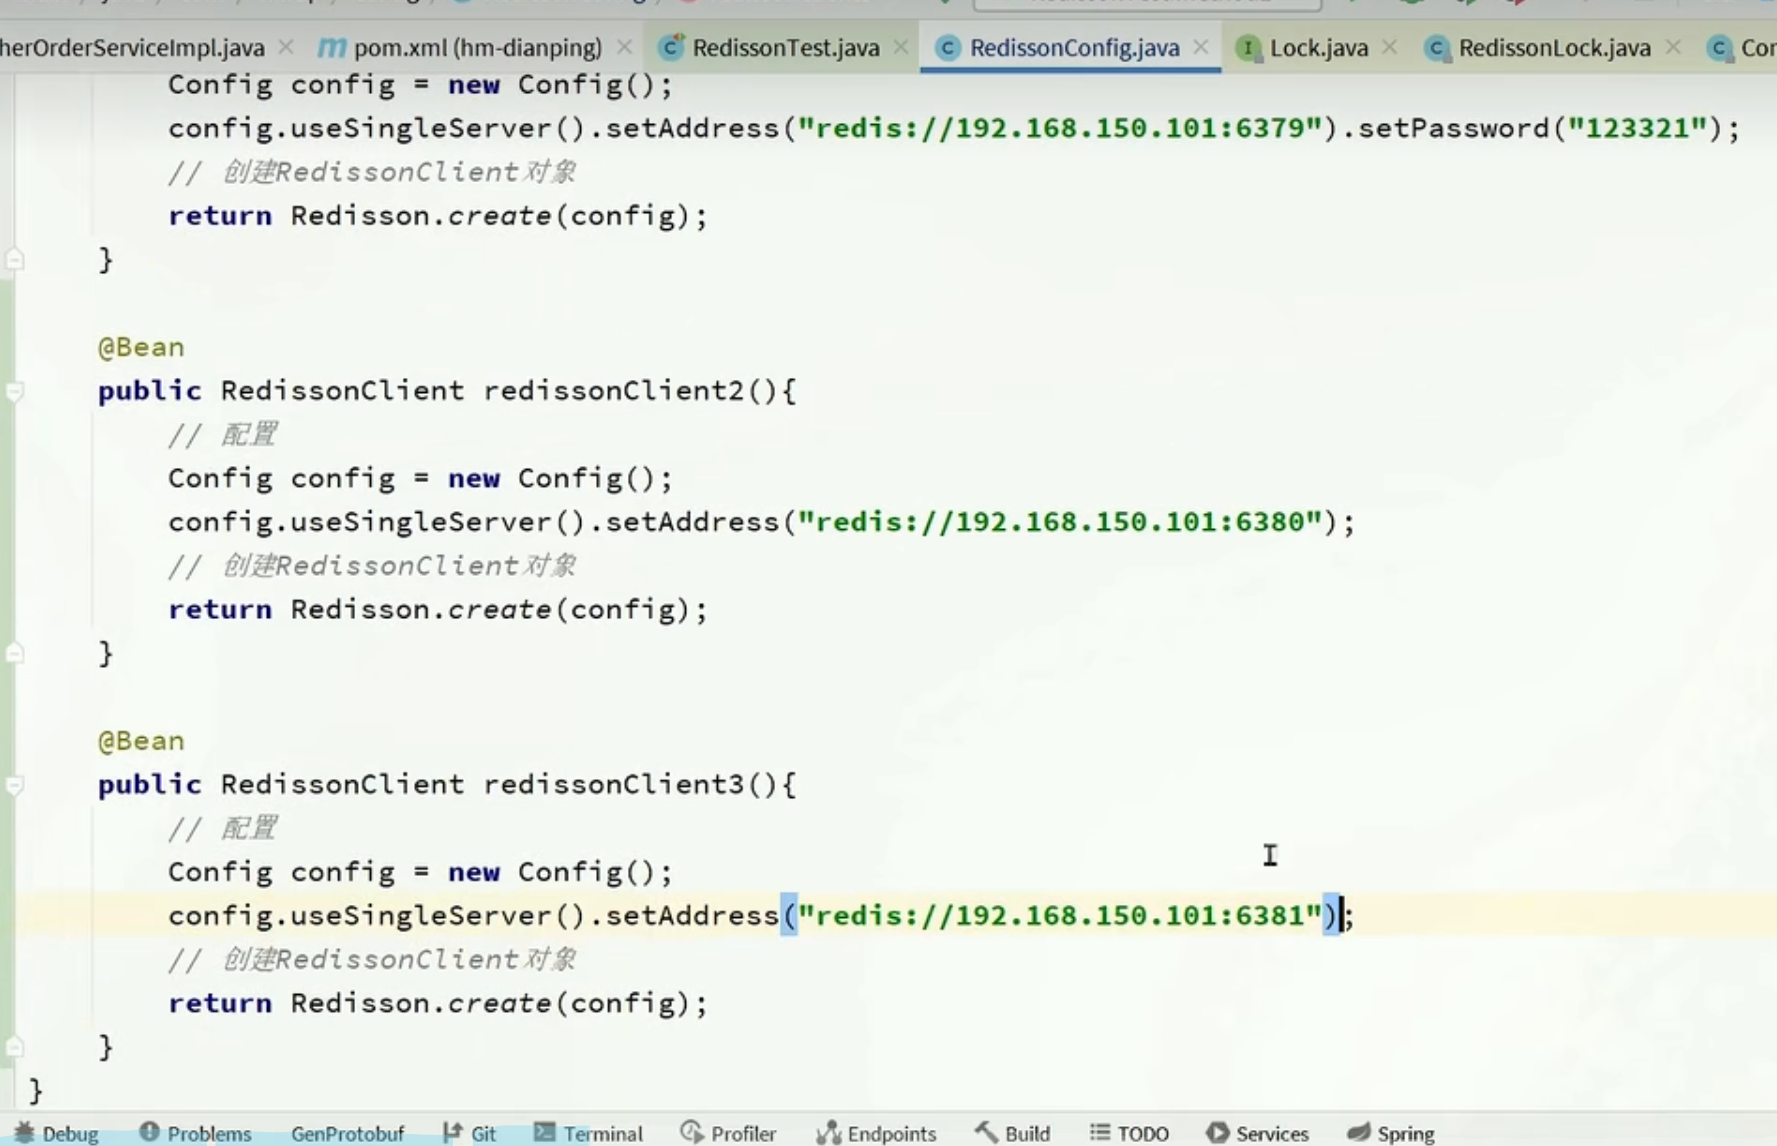 herOrderServiceImpl.java pom.xml (hm-dianping) RedissonTest.java RedissonConfig.java Lock.java RedissonLock.java Cor
Config config = new Config();
config.useSingleServer().setAddress("redis://192.168.150.101:6379").setPassword("123321");
// 创建RedissonClient对象
return Redisson.create(config);
}
@Bean
public RedissonClient redissonClient2(){
// 配置
Config config = new Config();
config.useSingleServer().setAddress("redis://192.168.150.101:6380");
// 创建RedissonClient对象
return Redisson.create(config);
}
@Bean
public RedissonClient redissonClient3(){
// 配置
Config config = new Config();
config.useSingleServer().setAddress("redis://192.168.150.101:6381");
// 创建RedissonClient对象
return Redisson.create(config);
}
}
Debug Problems GenProtobuf Git Terminal Profiler Endpoints Build TODO Services Spring